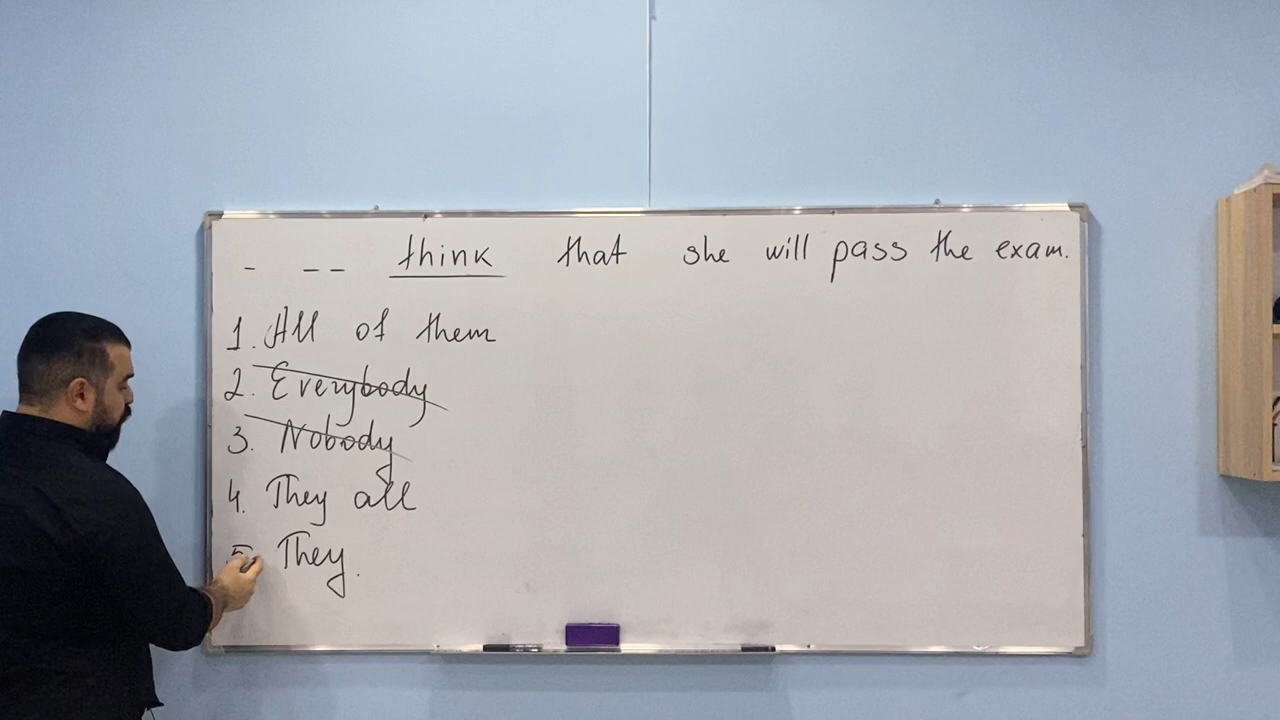 - -- think that she will pass the exam.
1. All of them
2. Everybody
3. Nobody
4. They all
5. They.